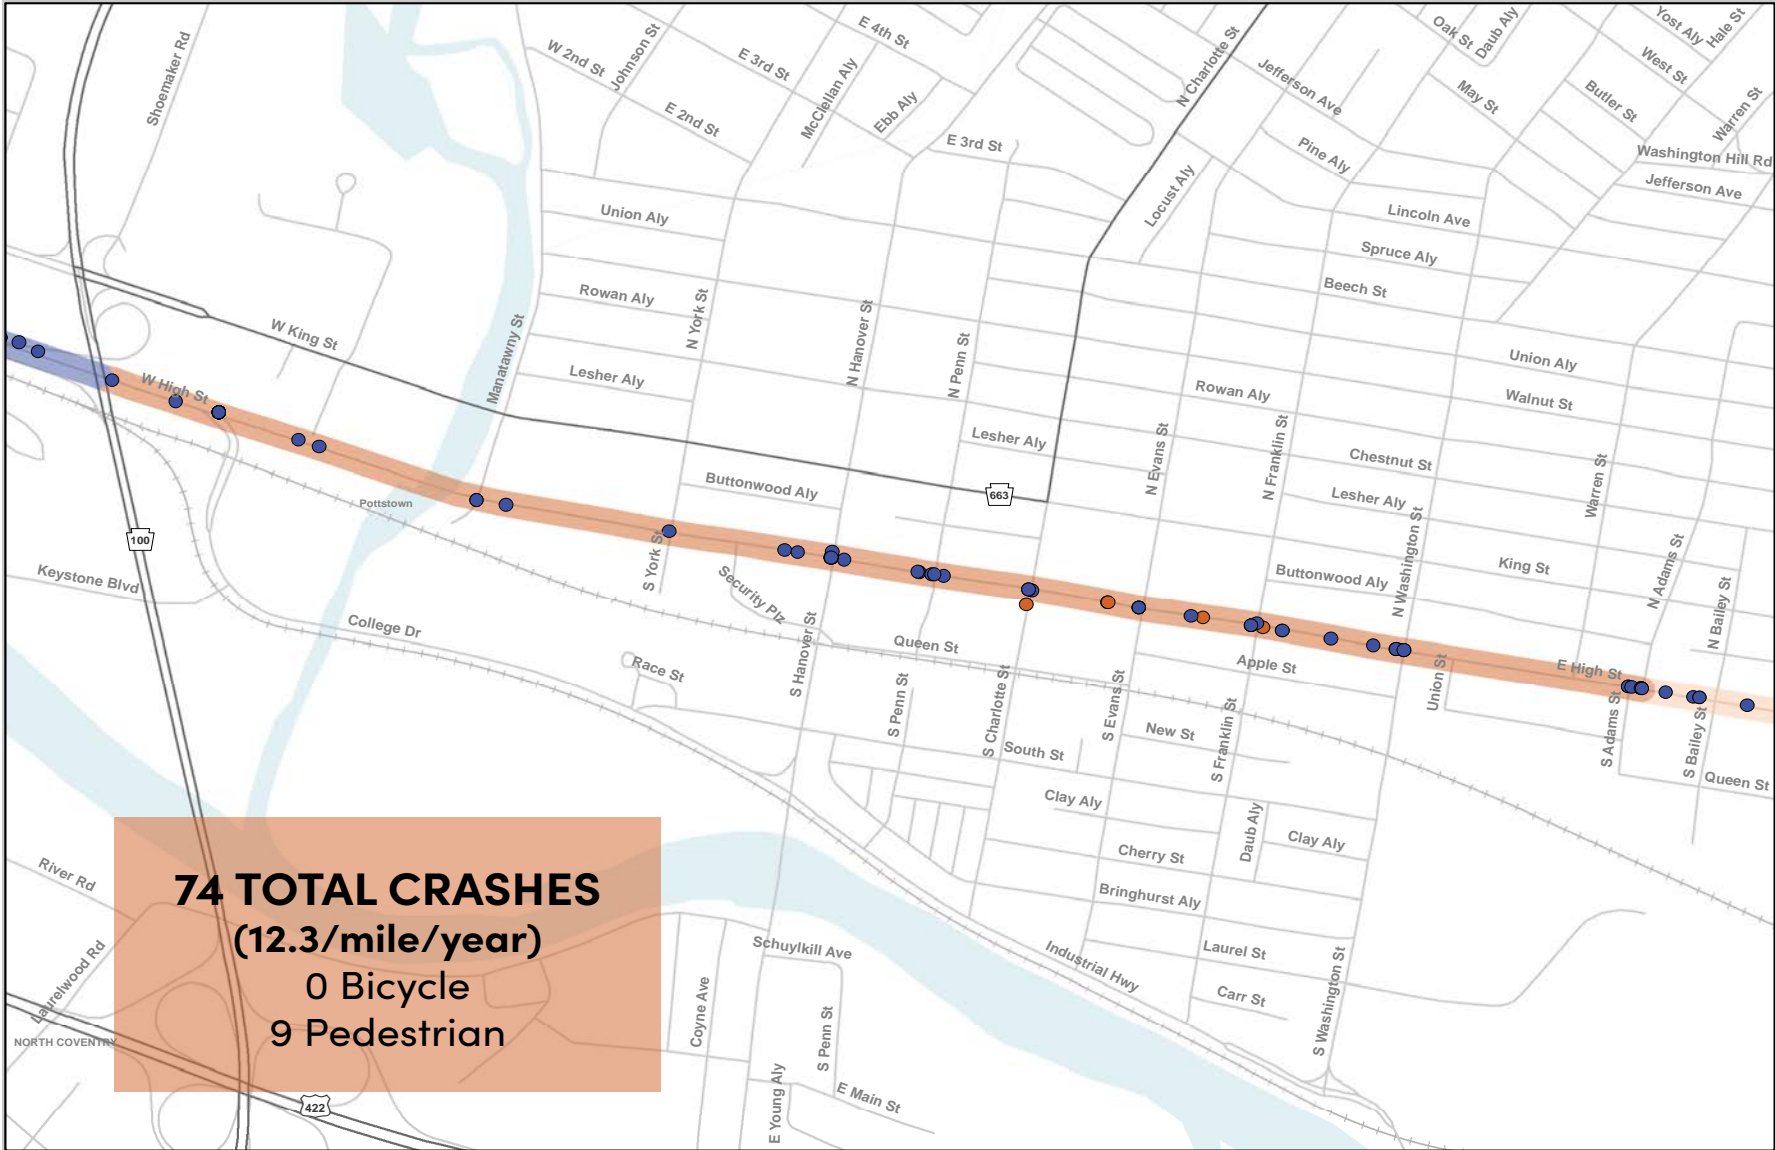 Shoemaker Rd
W 2nd St
Johnson St
E 3rd St
E 4th St
McClellan Aly
Ebb Aly
E 2nd St
E 3rd St
N Charlotte St
Jefferson Ave
Oak St
Daub Aly
Yost Aly
Hale St
West St
May St
Butler St
Warren St
Washington Hill Rd
Jefferson Ave
Pine Aly
Locust Aly
Lincoln Ave
Spruce Aly
Beech St
Union Aly
Rowan Aly
N York St
N Hanover St
N Penn St
W King St
Manatawny St
Lesher Aly
W High St
Union Aly
Walnut St
Rowan Aly
Lesher Aly
N Evans St
N Franklin St
Chestnut St
Lesher Aly
Warren St
Buttonwood Aly
663
Pottstown
100
Keystone Blvd
College Dr
S York St
Security Plz
Race St
S Hanover St
Queen St
S Penn St
S Charlotte St
S Evans St
Apple St
S Franklin St
Buttonwood Aly
N Washington St
King St
N Adams St
N Bailey St
E High St
Union St
S Adams St
S Bailey St
Queen St
New St
South St
Clay Aly
Daub Aly
Clay Aly
Cherry St
Bringhurst Aly
Laurel St
Carr St
S Washington St
Industrial Hwy
River Rd
Laurelwood Rd
NORTH COVENTRY
422
74 TOTAL CRASHES
(12.3/mile/year)
0 Bicycle
9 Pedestrian
Schuylkill Ave
Coyne Ave
S Penn St
E Young Aly
E Main St